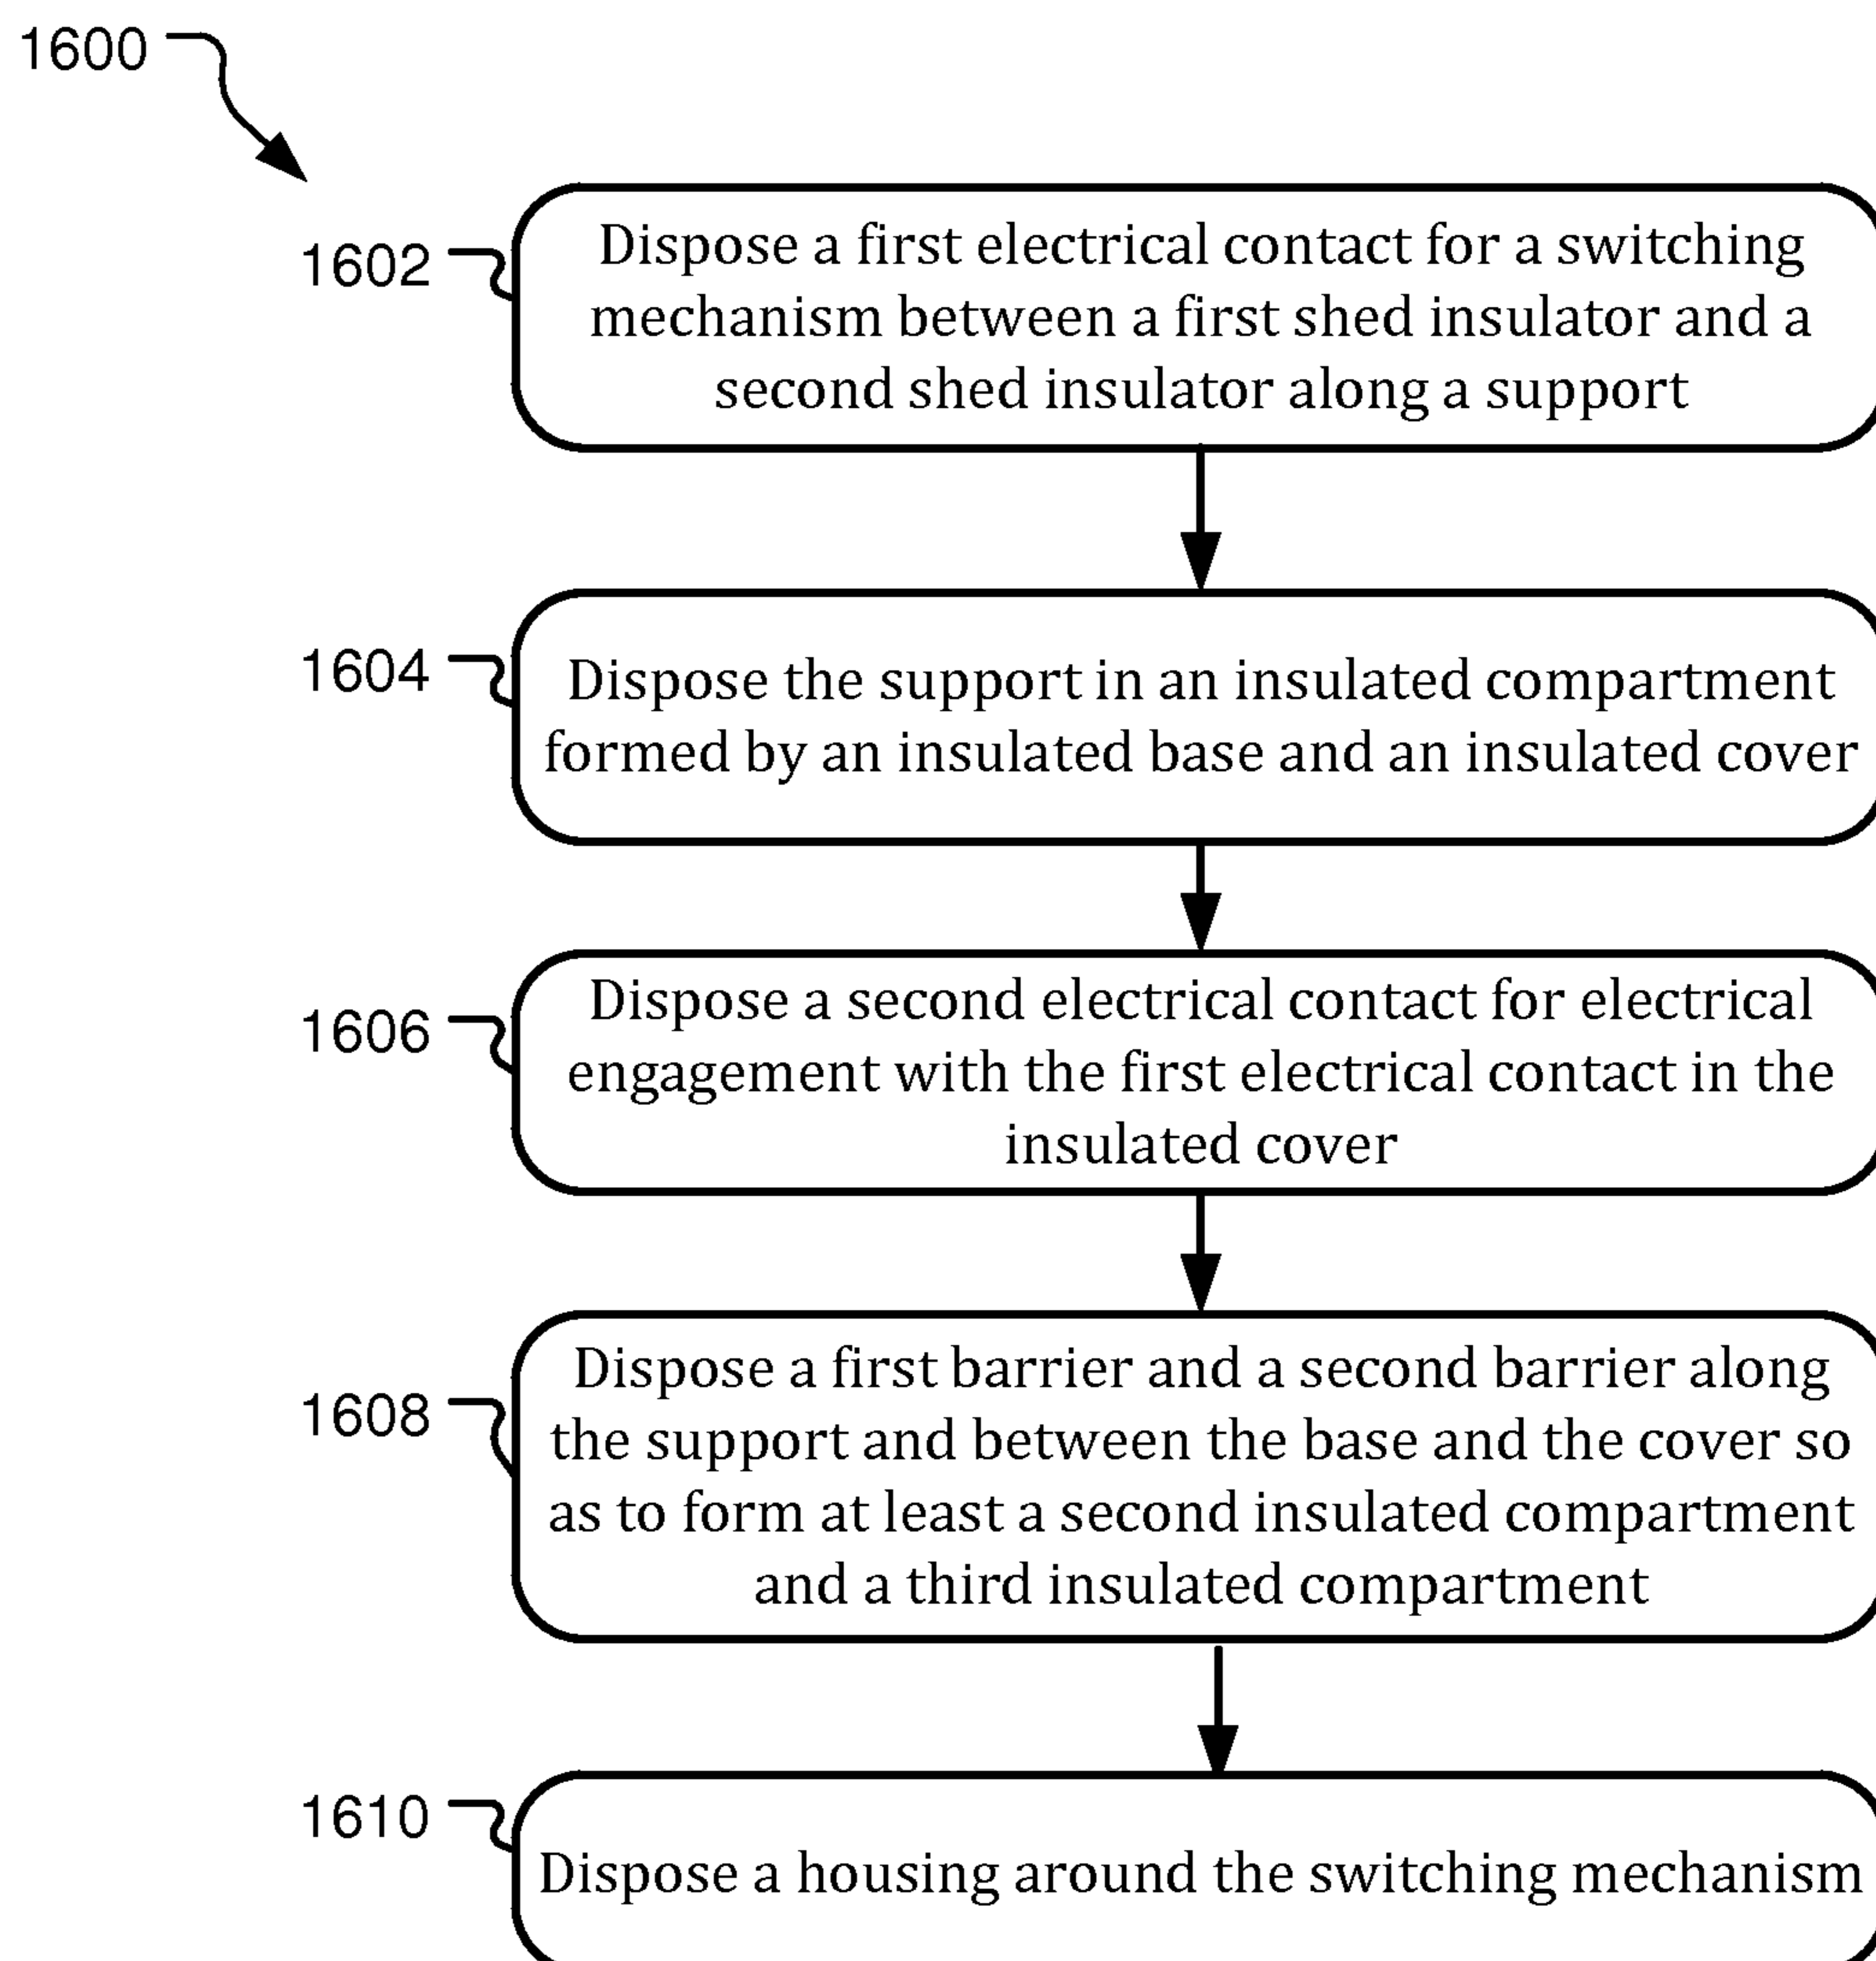 1600
1602
Dispose a first electrical contact for a switching
mechanism between a first shed insulator and a
second shed insulator along a support
1604
Dispose the support in an insulated compartment
formed by an insulated base and an insulated cover
1606
Dispose a second electrical contact for electrical
engagement with the first electrical contact in the
insulated cover
1608
Dispose a first barrier and a second barrier along
the support and between the base and the cover so
as to form at least a second insulated compartment
and a third insulated compartment
1610
Dispose a housing around the switching mechanism